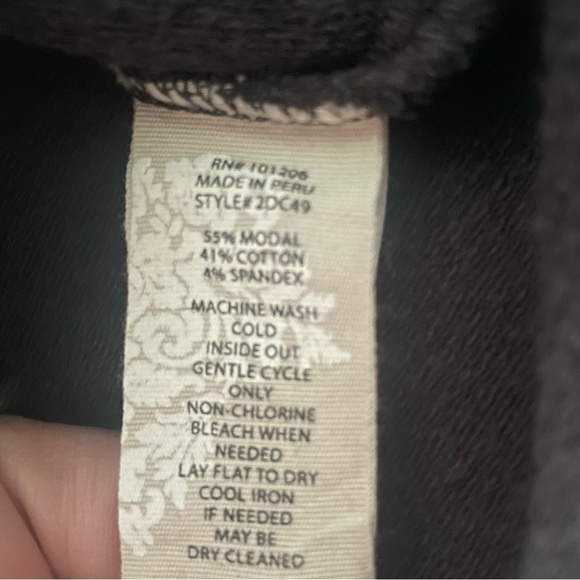 RN# 101206
MADE IN PERU
STYLE# 2DC49
55% MODAL
41% COTTON
4% SPANDEX
MACHINE WASH
COLD
INSIDE OUT
GENTLE CYCLE
ONLY
NON-CHLORINE
BLEACH WHEN
NEEDED
LAY FLAT TO DRY
COOL IRON
IF NEEDED
MAY BE
DRY CLEANED